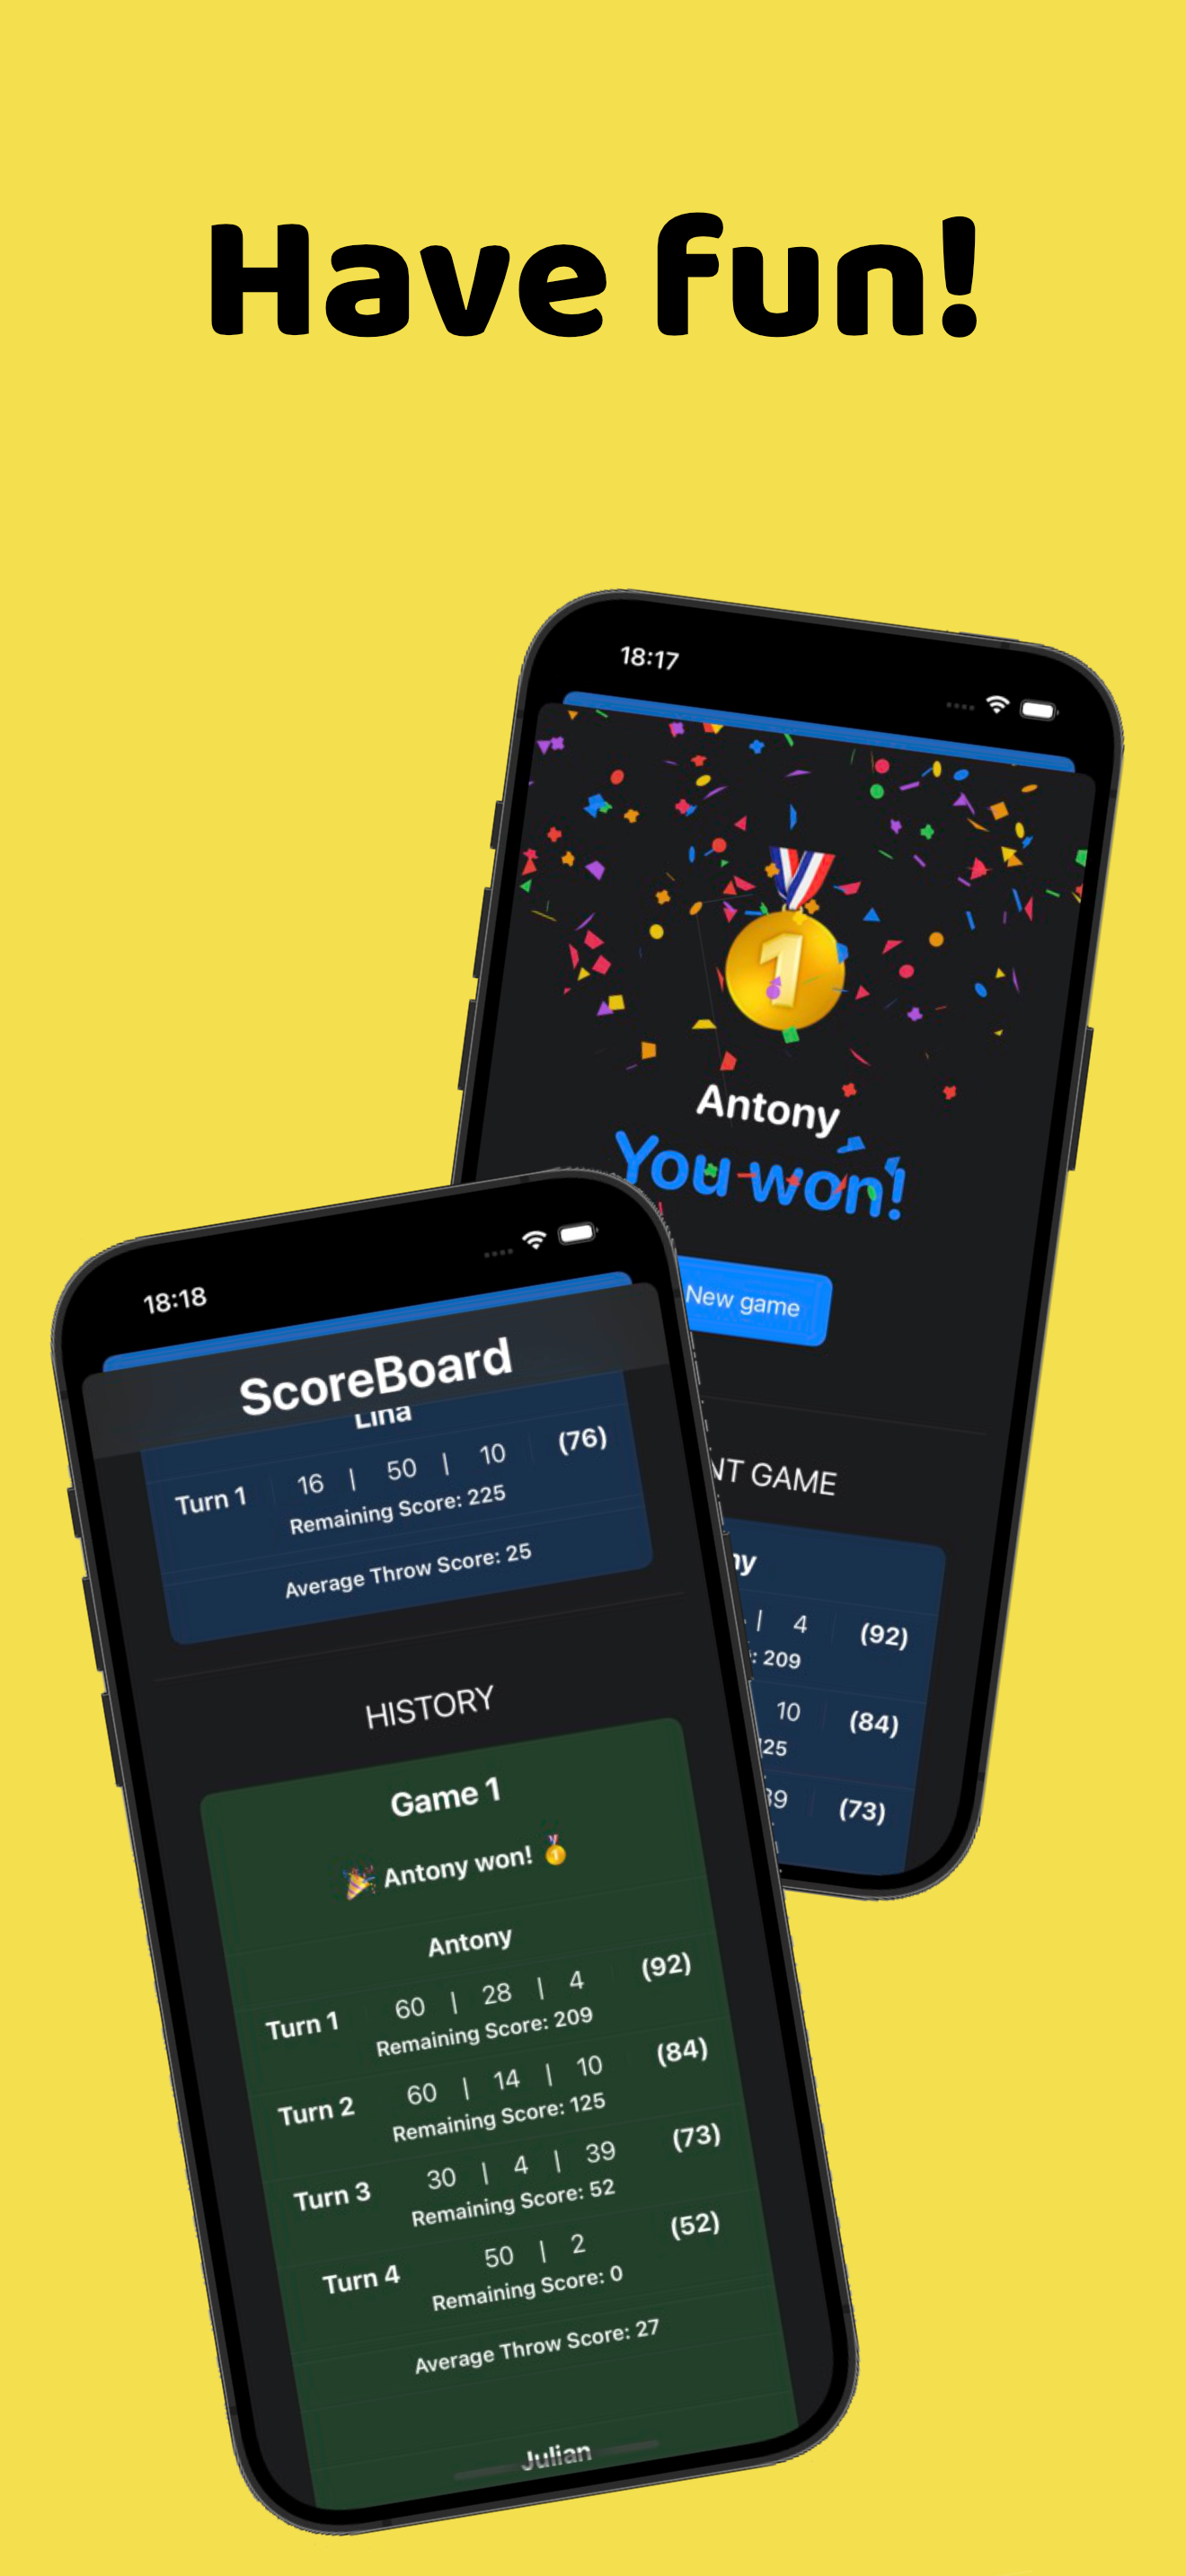 Have fun!
18:17
1
Antony
You won!
New game
NT GAME
ny
| 4 (92)
: 209
10 (84)
125
39 (73)
18:18
ScoreBoard
Lina
Turn 1 16 | 50 | 10 (76)
Remaining Score: 225
Average Throw Score: 25
HISTORY
Game 1
🎉 Antony won! 🥇
Antony
Turn 1 60 | 28 | 4 (92)
Remaining Score: 209
Turn 2 60 | 14 | 10 (84)
Remaining Score: 125
Turn 3 30 | 4 | 39 (73)
Remaining Score: 52
Turn 4 50 | 2 (52)
Remaining Score: 0
Average Throw Score: 27
Julian